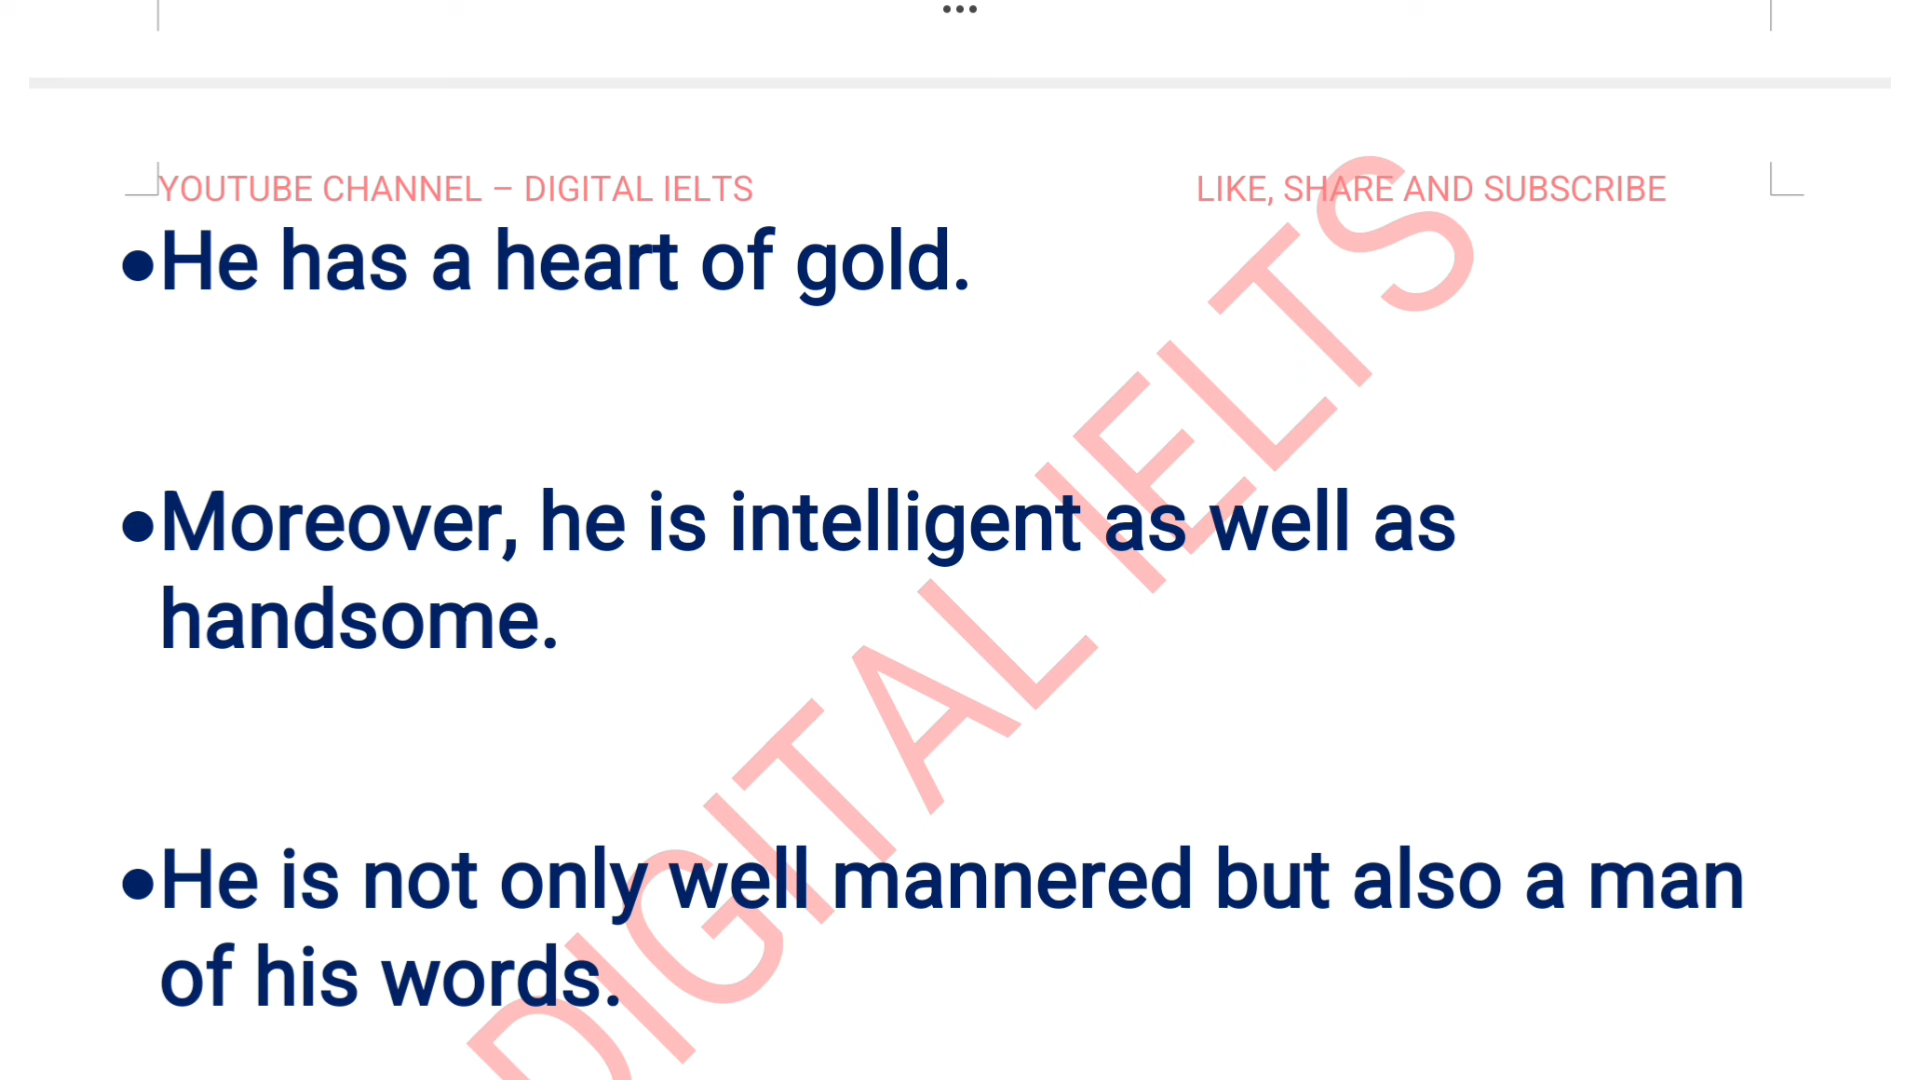 YOUTUBE CHANNEL – DIGITAL IELTS LIKE, SHARE AND SUBSCRIBE
●He has a heart of gold.
●Moreover, he is intelligent as well as
handsome.
●He is not only well mannered but also a man
of his words.
DIGITAL IELTS